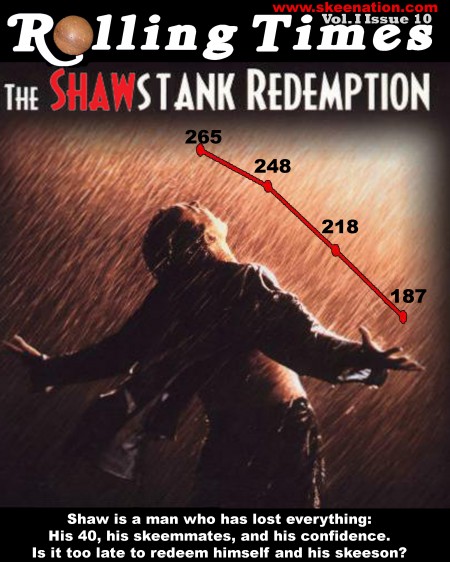 www.skeenation.com
Rolling Times
Vol. I Issue 10
THE SHAWSTANK REDEMPTION
265
248
218
187
Shaw is a man who has lost everything:
His 40, his skeemmates, and his confidence.
Is it too late to redeem himself and his skeeson?